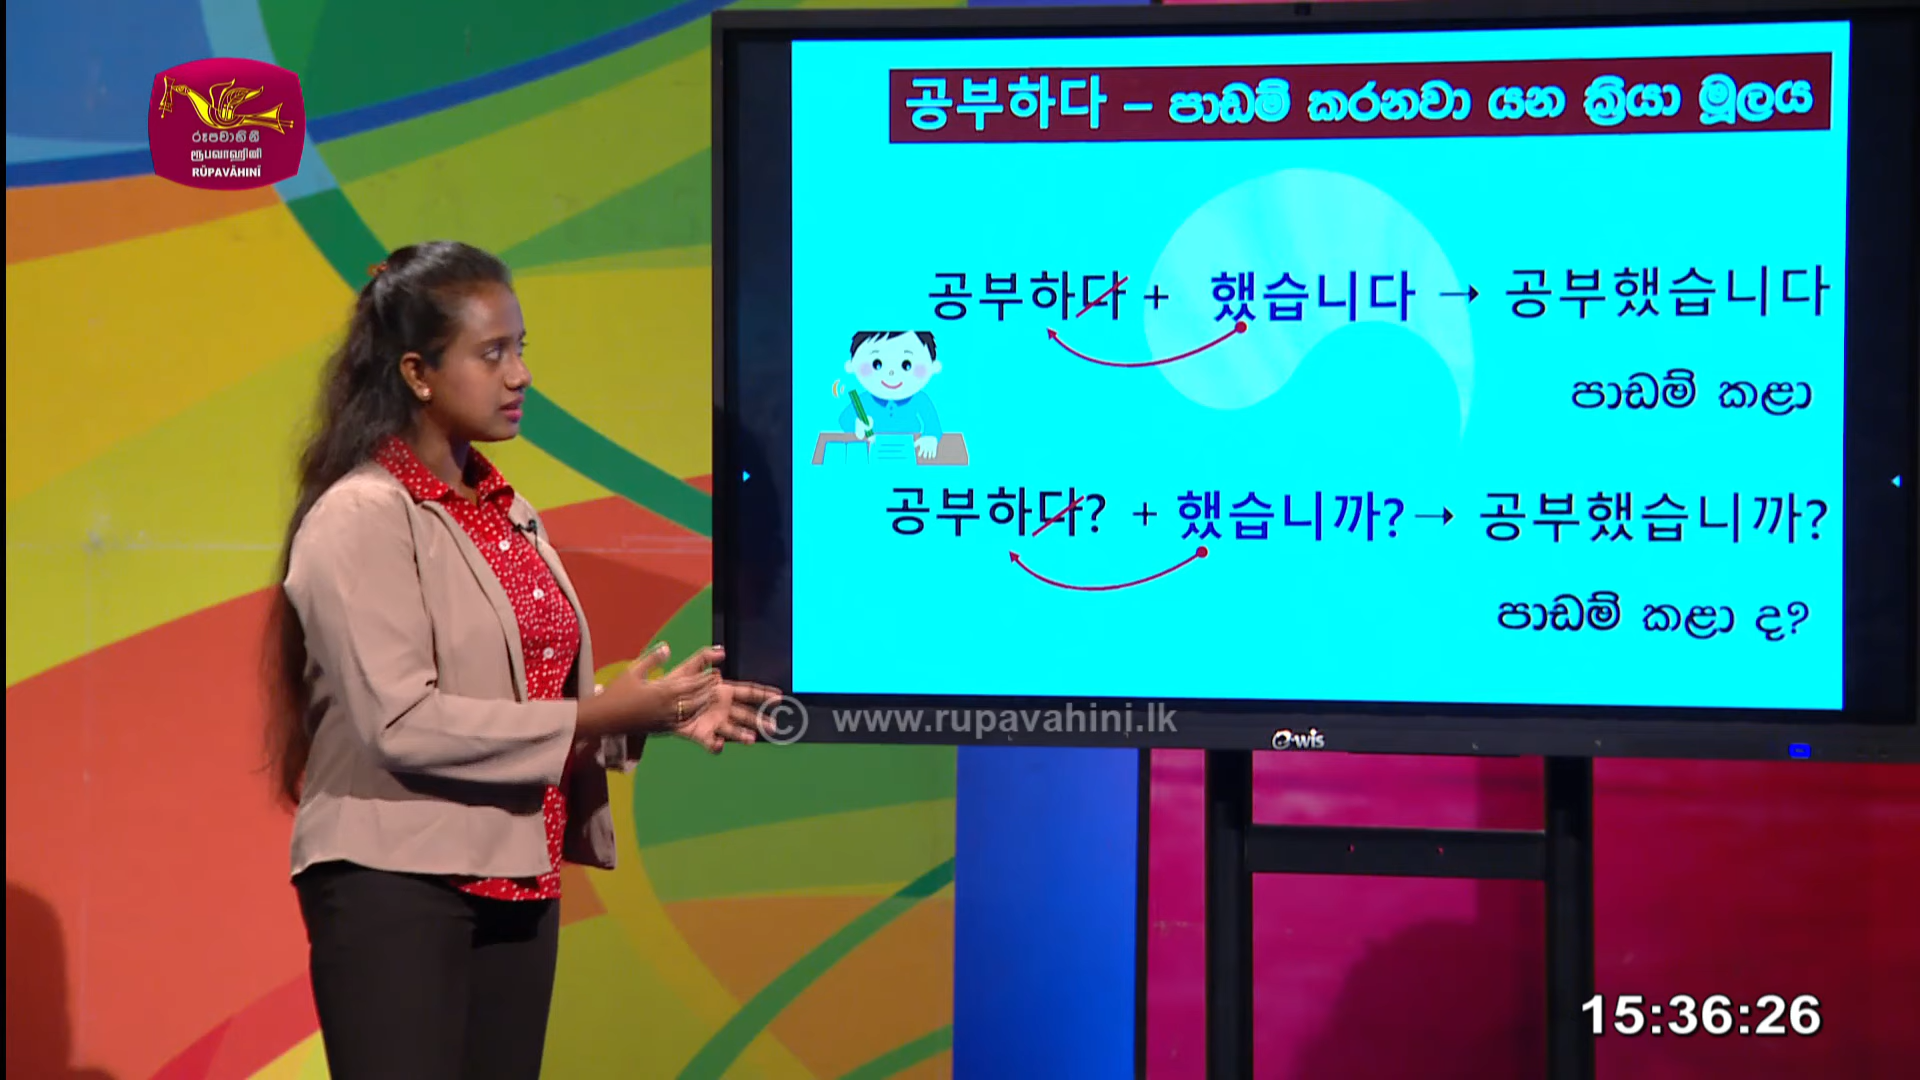 රූපවාහිනී
ரூபவாஹினி
RŪPAVĀHINĪ
공부하다 – පාඩම් කරනවා යන ක්‍රියා මූලය
공부하다 + 했습니다 → 공부했습니다
පාඩම් කළා
공부하다? + 했습니까? → 공부했습니까?
පාඩම් කළා ද?
© www.rupavahini.lk
e-wis
15:36:26